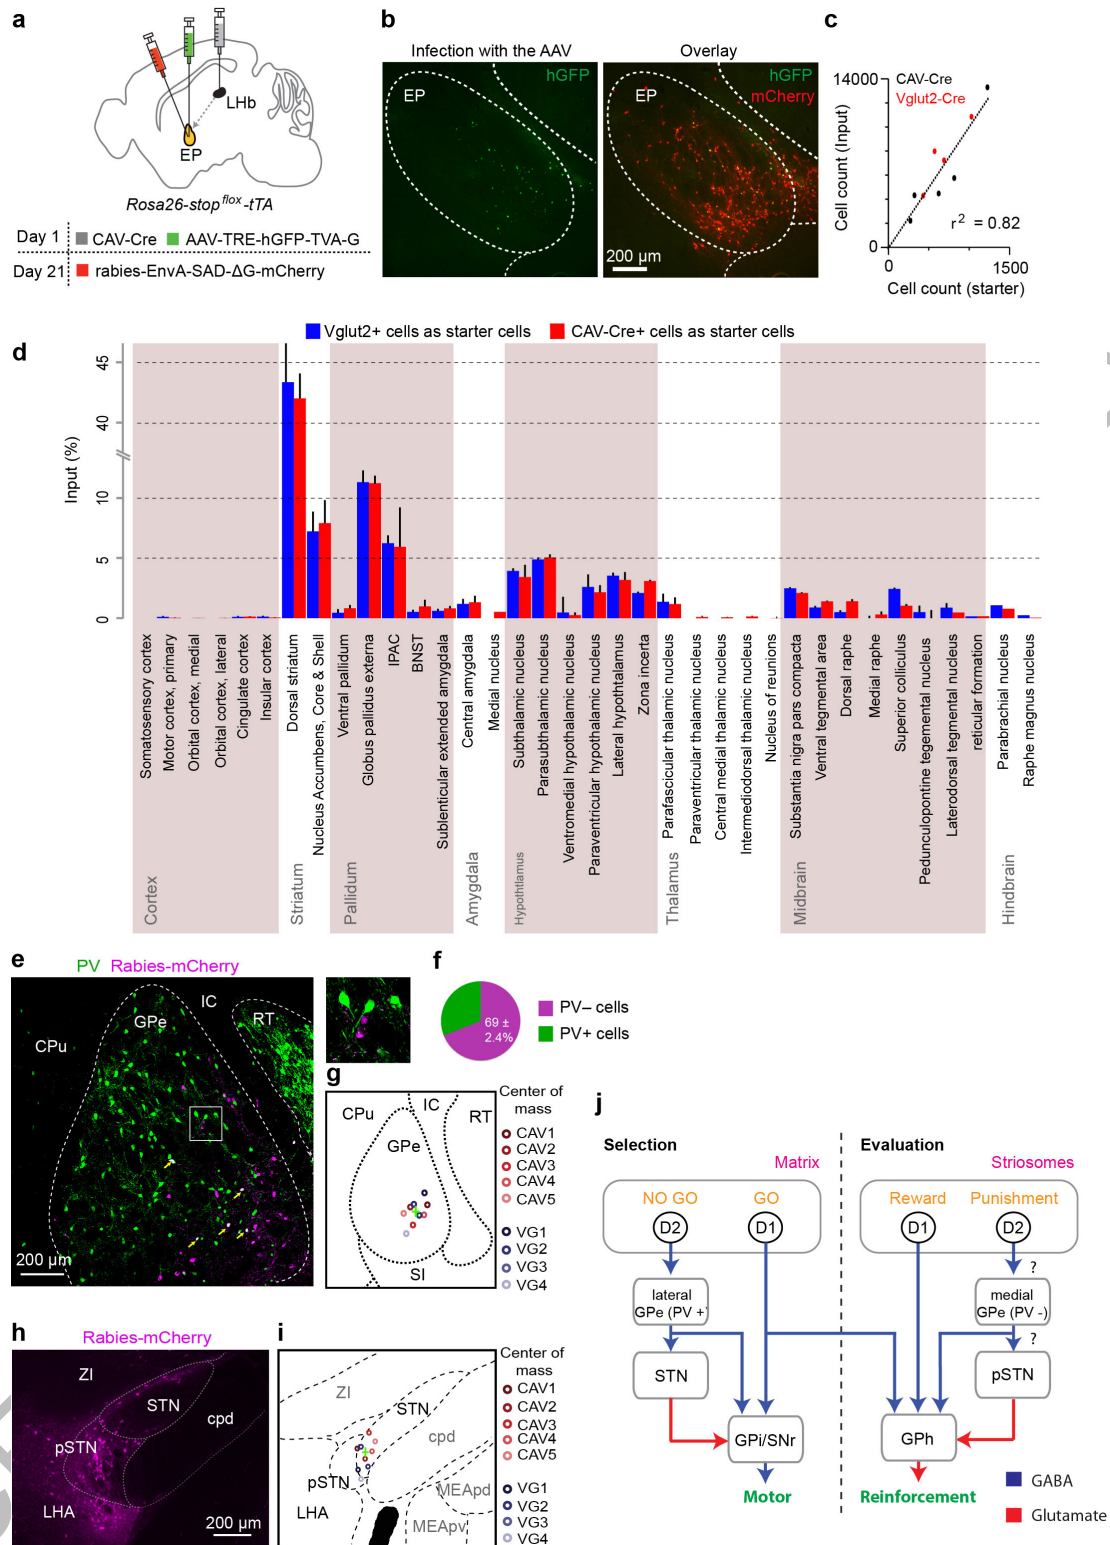 a
LHb
EP
Rosa26-stop flox-tTA
Day 1 CAV-Cre AAV-TRE-hGFP-TVA-G
Day 21 rabies-EnvA-SAD-ΔG-mCherry
b
Infection with the AAV Overlay
hGFP
EP
hGFP
mCherry
EP
200 µm
c
14000
CAV-Cre
Vglut2-Cre
Cell count (Input)
r2 = 0.82
0
0 1500
Cell count (starter)
d
Vglut2+ cells as starter cells CAV-Cre+ cells as starter cells
Input (%)
45
40
10
5
0
Somatosensory cortex
Motor cortex, primary
Orbital cortex, medial
Orbital cortex, lateral
Cingulate cortex
Insular cortex
Dorsal striatum
Nucleus Accumbens, Core & Shell
Ventral pallidum
Globus pallidus externa
IPAC
BNST
Sublenticular extended amygdala
Central amygdala
Medial nucleus
Subthalamic nucleus
Parasubthalamic nucleus
Ventromedial hypothalamic nucleus
Paraventricular hypothalamic nucleus
Lateral hypothtalamus
Zona incerta
Parafascicular thalamic nucleus
Paraventricular thalamic nucleus
Central medial thalamic nucleus
Intermediodorsal thalamic nucleus
Nucleus of reunions
Substantia nigra pars compacta
Ventral tegmental area
Dorsal raphe
Medial raphe
Superior colliculus
Pedunculopontine tegemental nucleus
Laterodorsal tegmental nucleus
reticular formation
Parabrachial nucleus
Raphe magnus nucleus
Cortex
Striatum
Pallidum
Amygdala
Hypothtlamus
Thalamus
Midbrain
Hindbrain
e
PV Rabies-mCherry
IC
GPe
RT
CPu
200 µm
f
69 ±
2.4%
PV– cells
PV+ cells
g
CPu
IC
RT
GPe
SI
Center of
mass
CAV1
CAV2
CAV3
CAV4
CAV5
VG1
VG2
VG3
VG4
h
Rabies-mCherry
ZI
STN
cpd
pSTN
LHA
200 µm
i
ZI
STN
cpd
pSTN
MEApd
LHA
MEApv
Center of
mass
CAV1
CAV2
CAV3
CAV4
CAV5
VG1
VG2
VG3
VG4
j
Selection Evaluation
Matrix Striosomes
NO GO GO Reward Punishment
D2 D1 D1 D2
?
lateral
GPe (PV +)
medial
GPe (PV -)
?
STN pSTN
GPi/SNr GPh
Motor Reinforcement
GABA
Glutamate